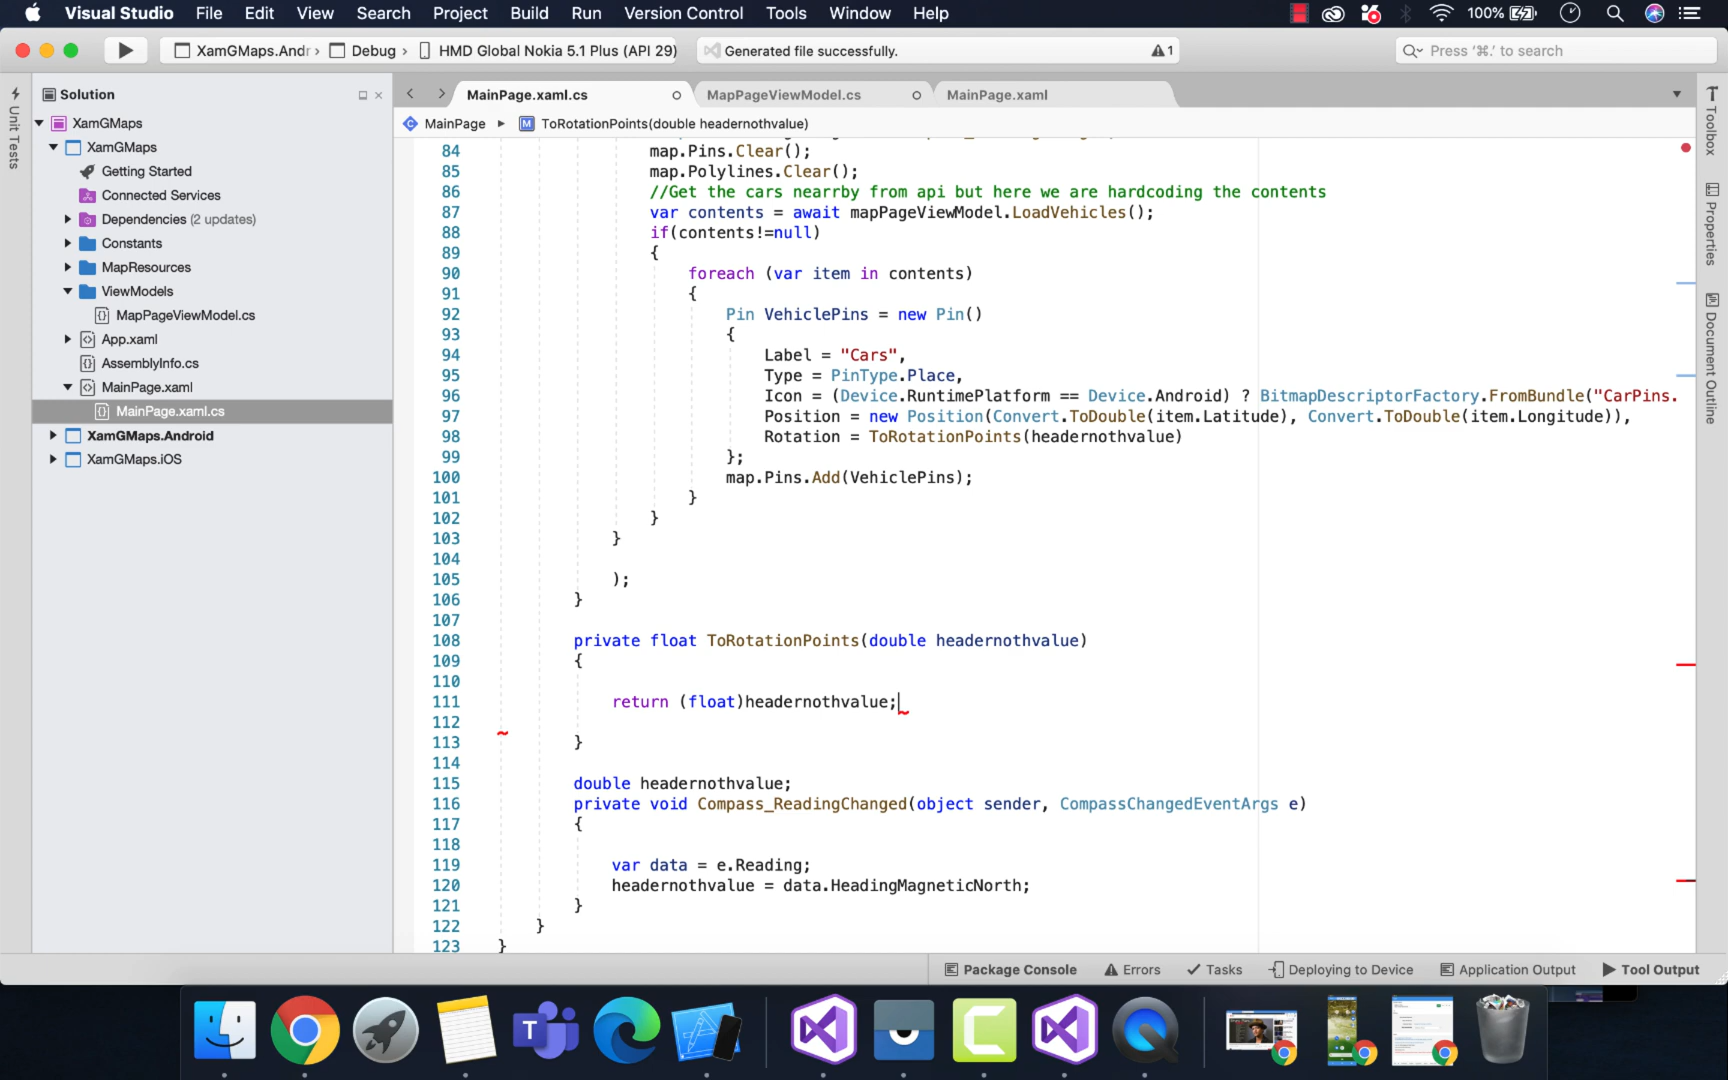 Visual Studio File Edit View Search Project Build Run Version Control Tools Window Help 100%
XamGMaps.Andr › Debug › HMD Global Nokia 5.1 Plus (API 29) Generated file successfully. 1 Press ‘⌘.’ to search
Unit Tests
Solution
XamGMaps
XamGMaps
Getting Started
Connected Services
Dependencies (2 updates)
Constants
MapResources
ViewModels
MapPageViewModel.cs
App.xaml
AssemblyInfo.cs
MainPage.xaml
MainPage.xaml.cs
XamGMaps.Android
XamGMaps.iOS
MainPage.xaml.cs MapPageViewModel.cs MainPage.xaml
MainPage ToRotationPoints(double headernothvalue)
84 map.Pins.Clear();
85 map.Polylines.Clear();
86 //Get the cars nearrby from api but here we are hardcoding the contents
87 var contents = await mapPageViewModel.LoadVehicles();
88 if(contents!=null)
89 {
90 foreach (var item in contents)
91 {
92 Pin VehiclePins = new Pin()
93 {
94 Label = "Cars",
95 Type = PinType.Place,
96 Icon = (Device.RuntimePlatform == Device.Android) ? BitmapDescriptorFactory.FromBundle("CarPins.
97 Position = new Position(Convert.ToDouble(item.Latitude), Convert.ToDouble(item.Longitude)),
98 Rotation = ToRotationPoints(headernothvalue)
99 };
100 map.Pins.Add(VehiclePins);
101 }
102 }
103 }
104
105 );
106 }
107
108 private float ToRotationPoints(double headernothvalue)
109 {
110
111 return (float)headernothvalue;
112
113 }
114
115 double headernothvalue;
116 private void Compass_ReadingChanged(object sender, CompassChangedEventArgs e)
117 {
118
119 var data = e.Reading;
120 headernothvalue = data.HeadingMagneticNorth;
121 }
122 }
123 }
Toolbox
Properties
Document Outline
Package Console Errors Tasks Deploying to Device Application Output Tool Output